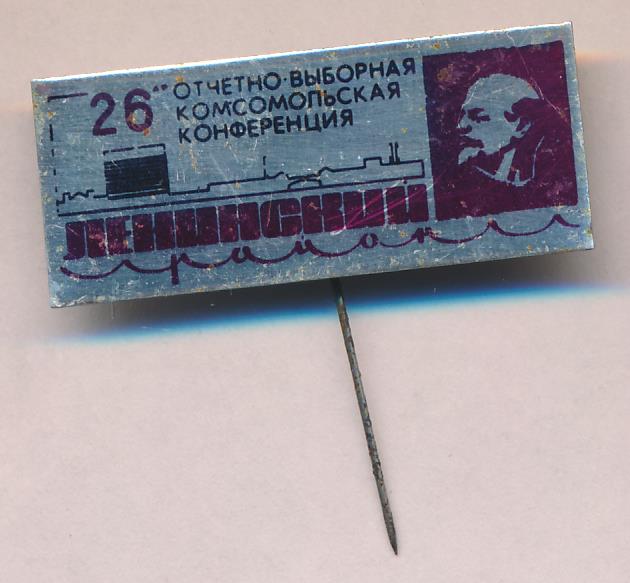 26" ОТЧЕТНО-ВЫБОРНАЯ
КОМСОМОЛЬСКАЯ
КОНФЕРЕНЦИЯ
ЛЕНИНСКИЙ
район